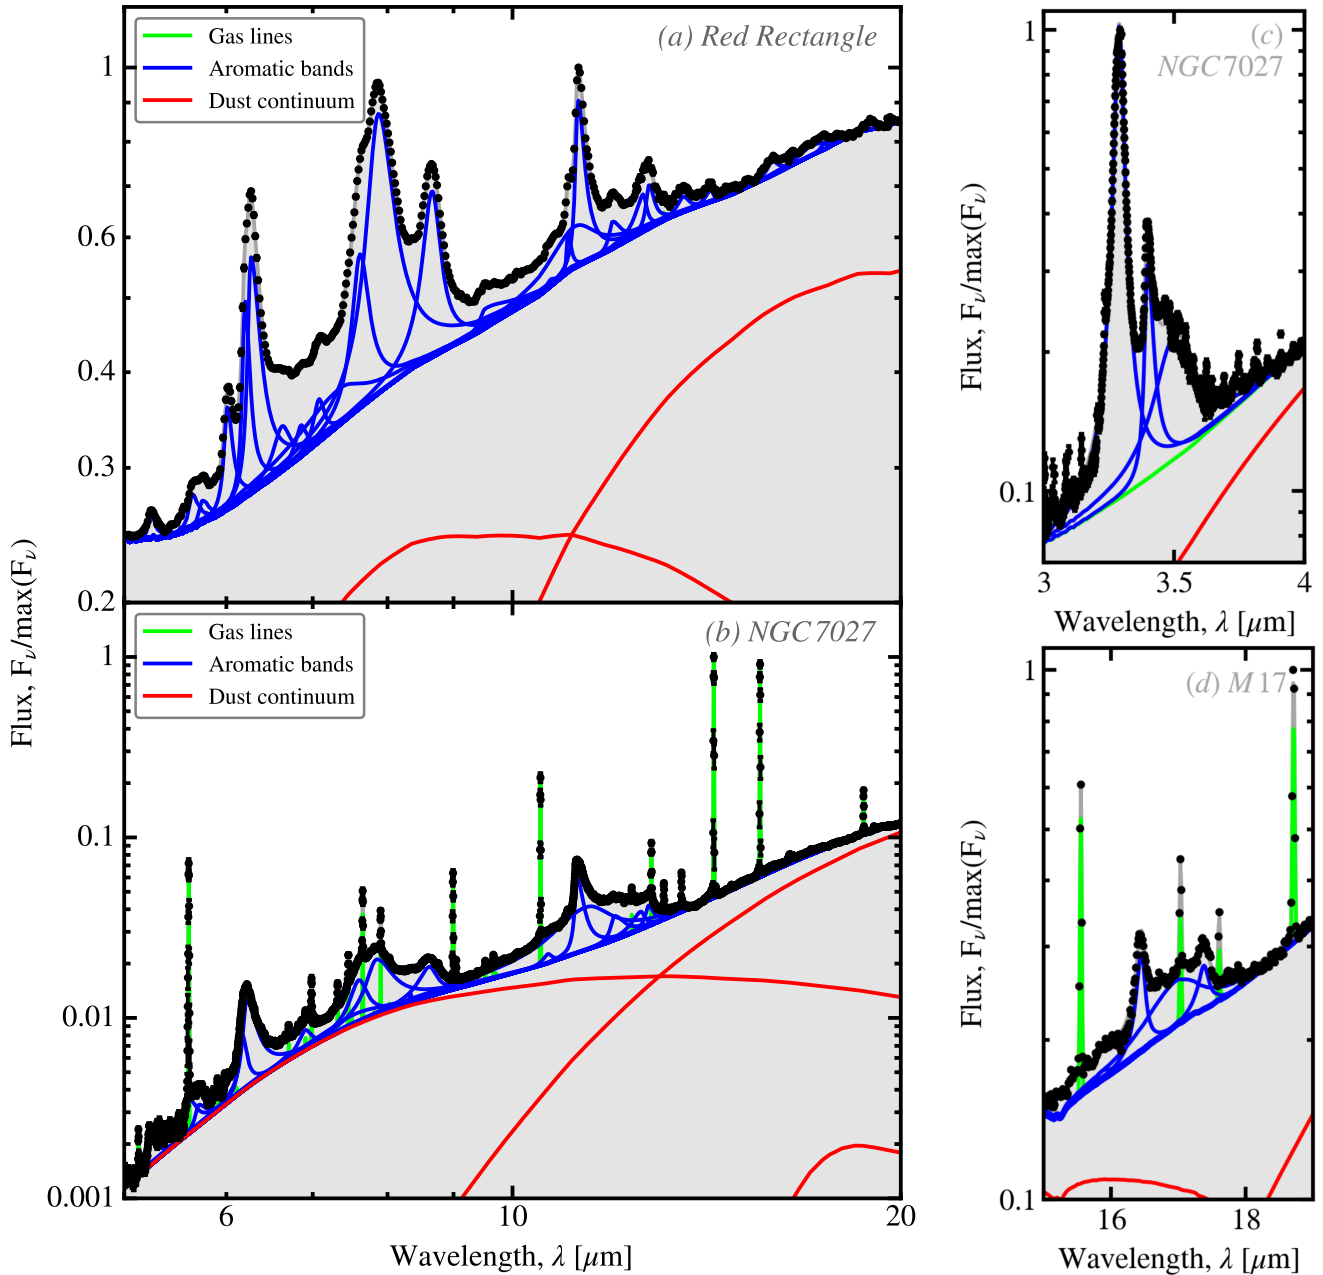 Gas lines
Aromatic bands
Dust continuum
(a) Red Rectangle
1
0.6
0.4
0.3
0.2
Flux, Fν/max(Fν)
Gas lines
Aromatic bands
Dust continuum
(b) NGC 7027
1
0.1
0.01
0.001
6
10
20
Wavelength, λ [μm]
(c)
NGC 7027
1
0.1
Flux, Fν/max(Fν)
3
3.5
4
Wavelength, λ [μm]
(d) M 17
1
0.1
Flux, Fν/max(Fν)
16
18
Wavelength, λ [μm]